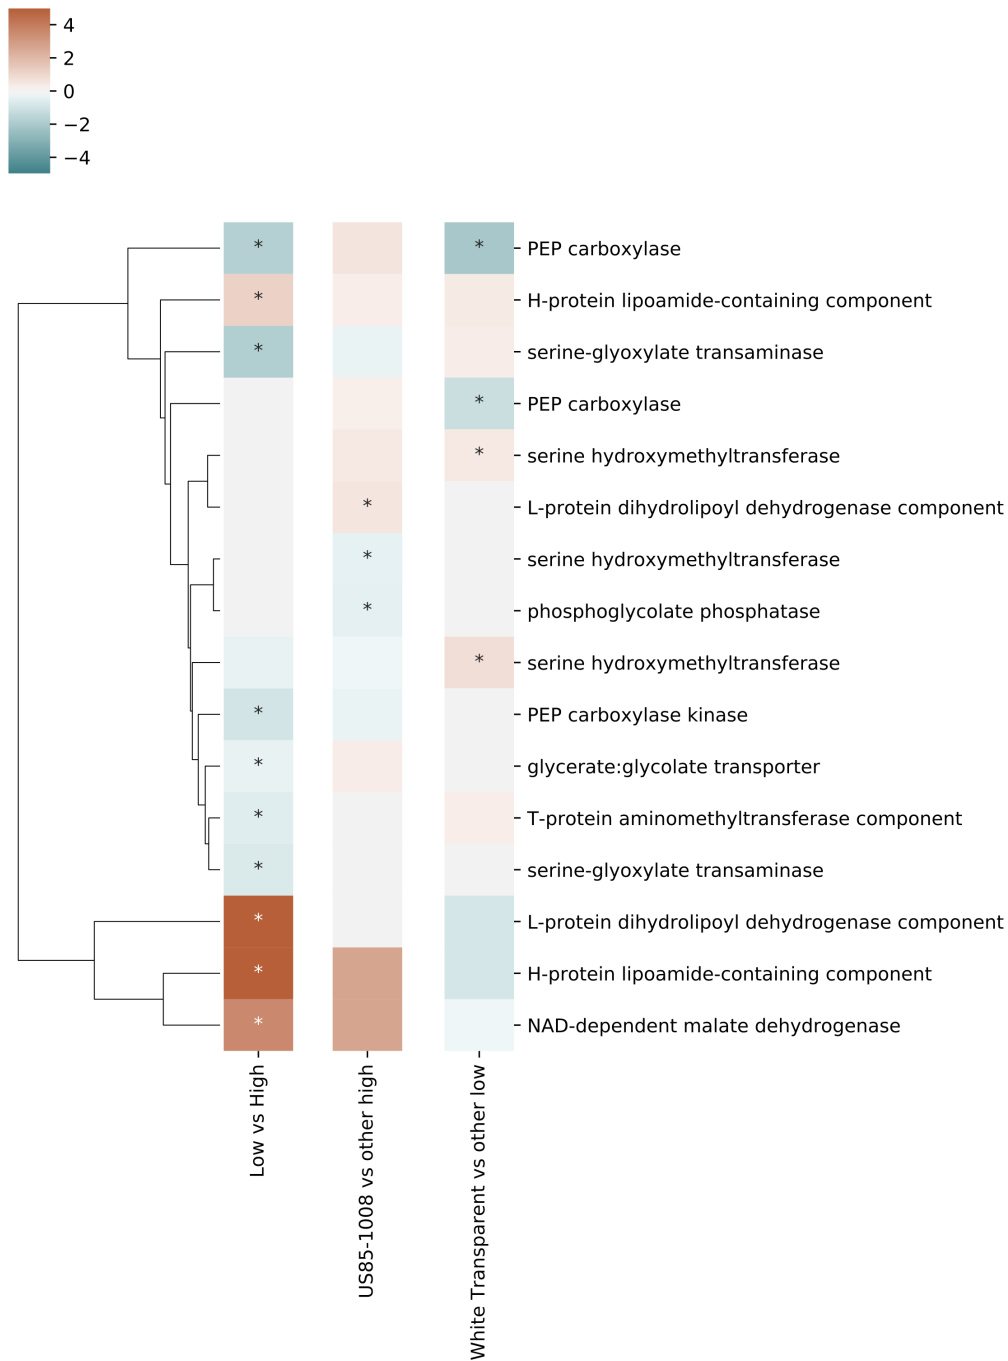 4
2
0
−2
−4
* * PEP carboxylase
* H-protein lipoamide-containing component
* serine-glyoxylate transaminase
* PEP carboxylase
* serine hydroxymethyltransferase
* L-protein dihydrolipoyl dehydrogenase component
* serine hydroxymethyltransferase
* phosphoglycolate phosphatase
* serine hydroxymethyltransferase
* PEP carboxylase kinase
* glycerate:glycolate transporter
* T-protein aminomethyltransferase component
* serine-glyoxylate transaminase
* L-protein dihydrolipoyl dehydrogenase component
* H-protein lipoamide-containing component
* NAD-dependent malate dehydrogenase
Low vs High
US85-1008 vs other high
White Transparent vs other low